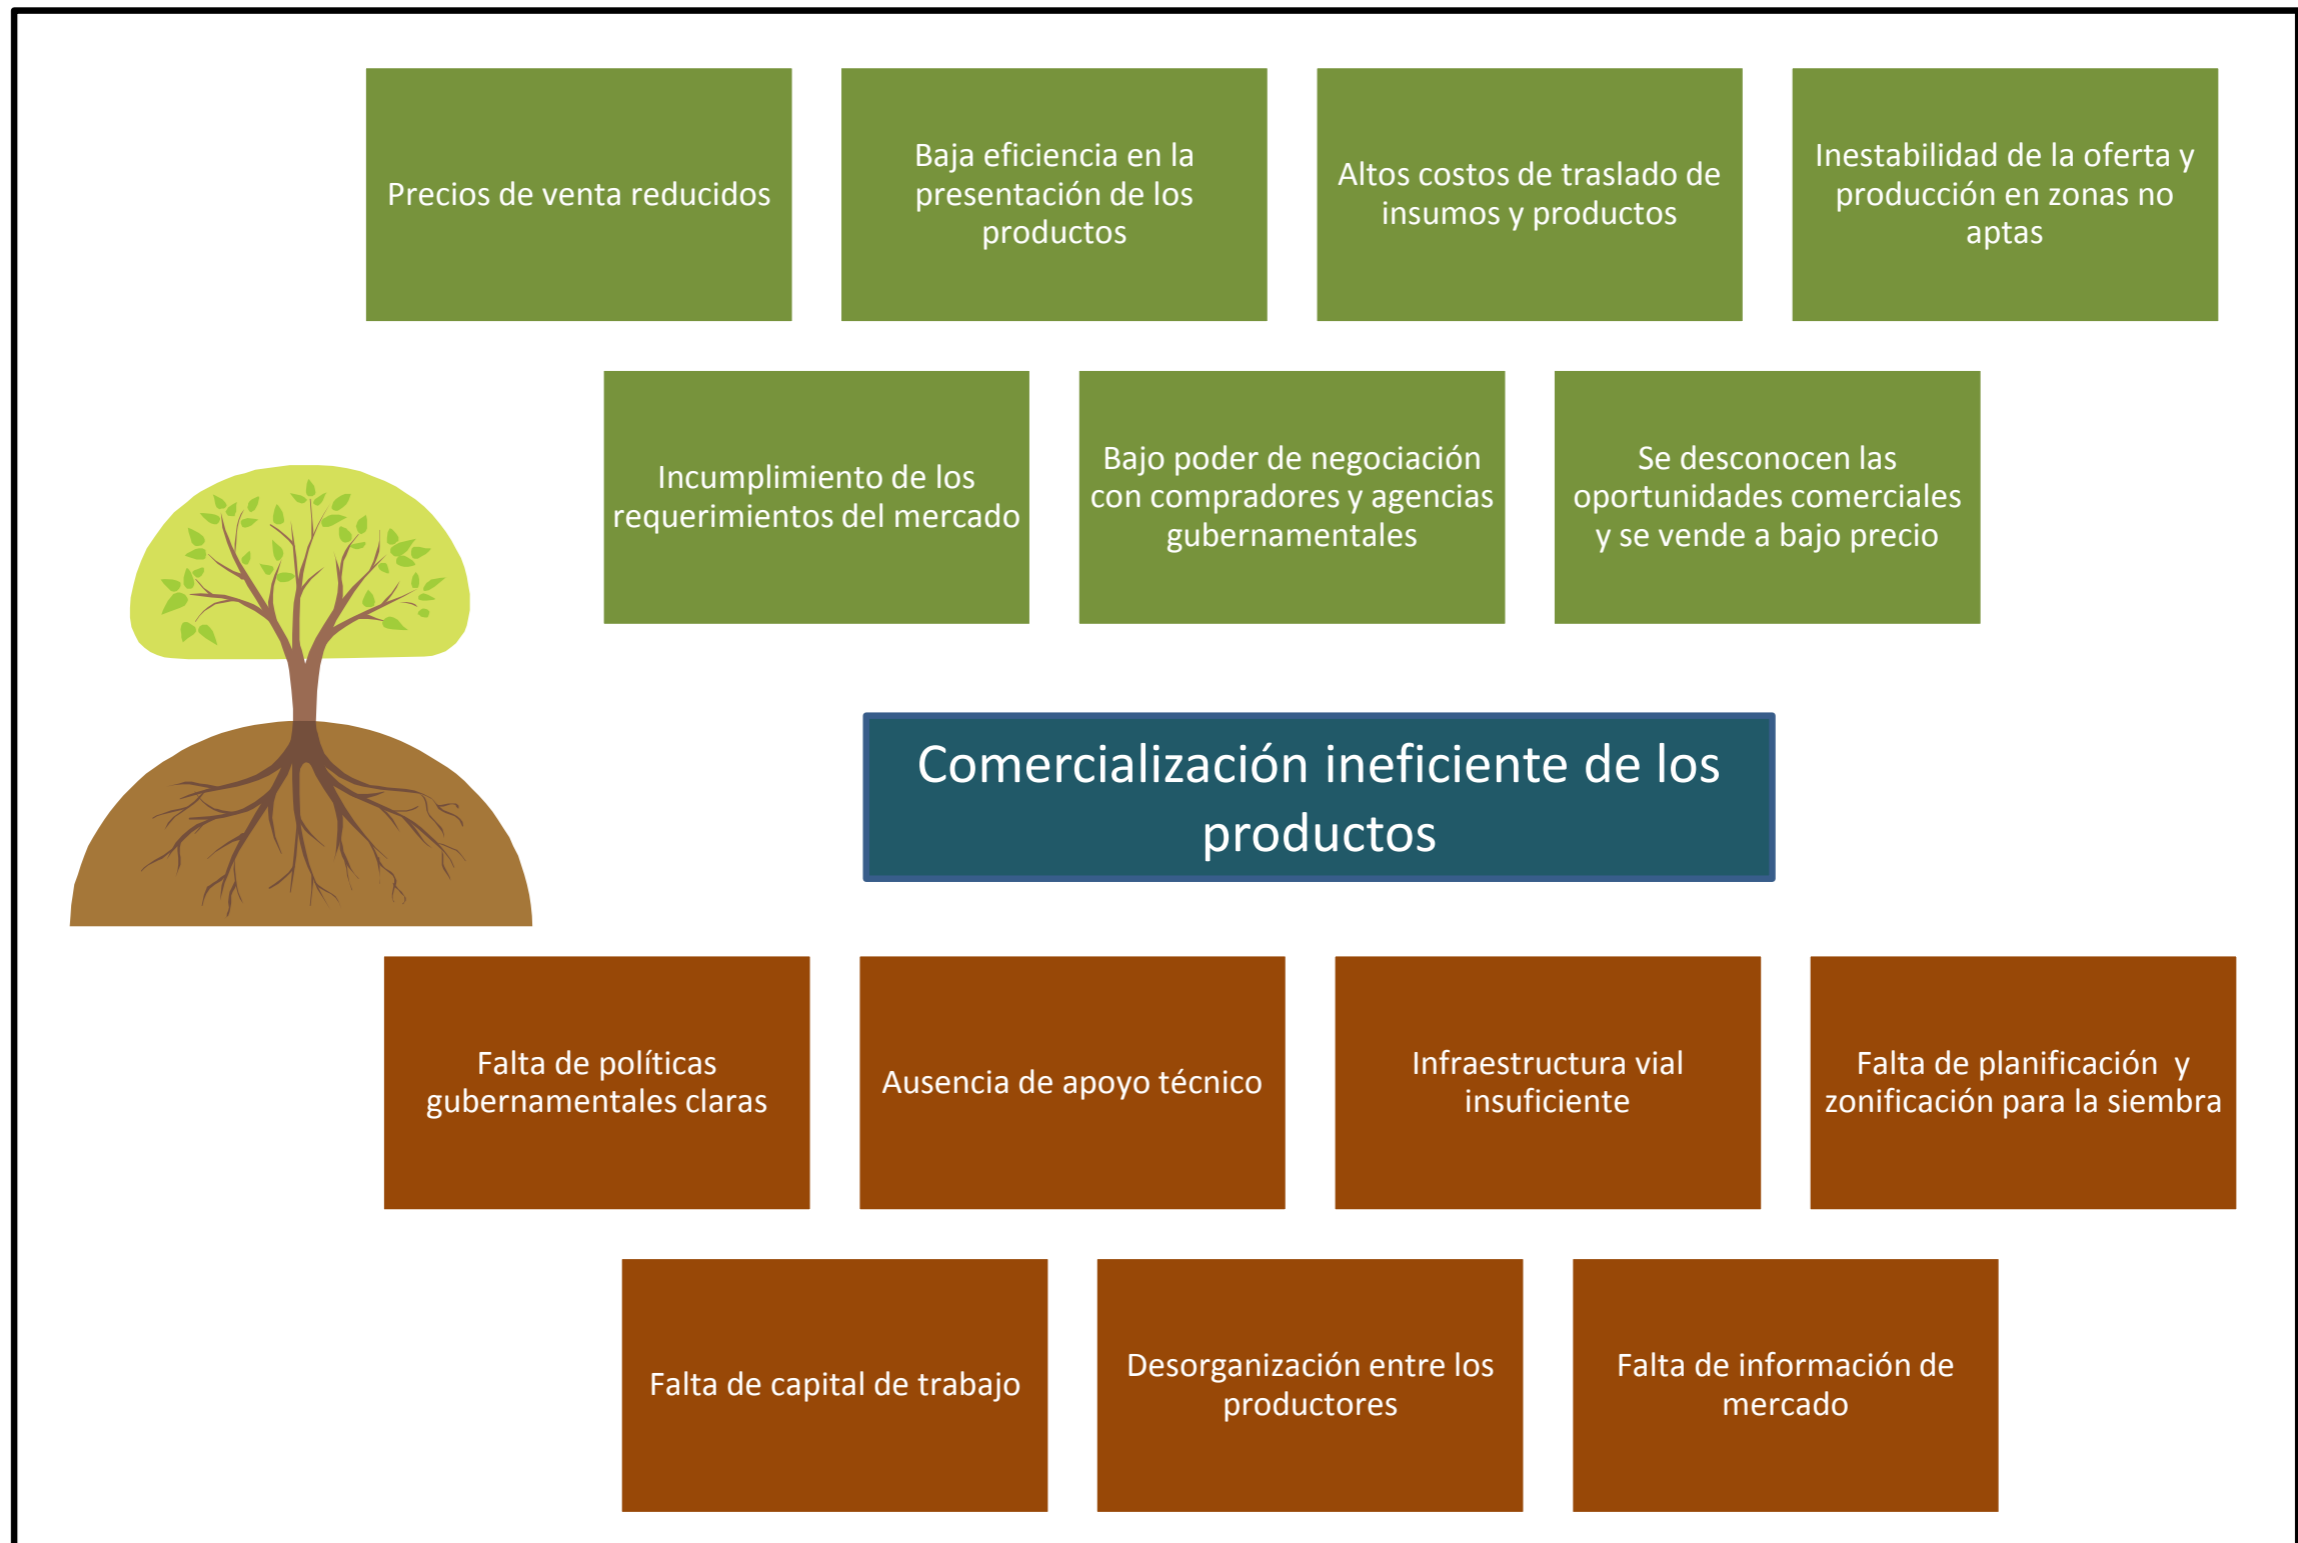 Precios de venta reducidos
Baja eficiencia en la
presentación de los
productos
Altos costos de traslado de
insumos y productos
Inestabilidad de la oferta y
producción en zonas no
aptas
Incumplimiento de los
requerimientos del mercado
Bajo poder de negociación
con compradores y agencias
gubernamentales
Se desconocen las
oportunidades comerciales
y se vende a bajo precio
Comercialización ineficiente de los
productos
Falta de políticas
gubernamentales claras
Ausencia de apoyo técnico
Infraestructura vial
insuficiente
Falta de planificación  y
zonificación para la siembra
Falta de capital de trabajo
Desorganización entre los
productores
Falta de información de
mercado